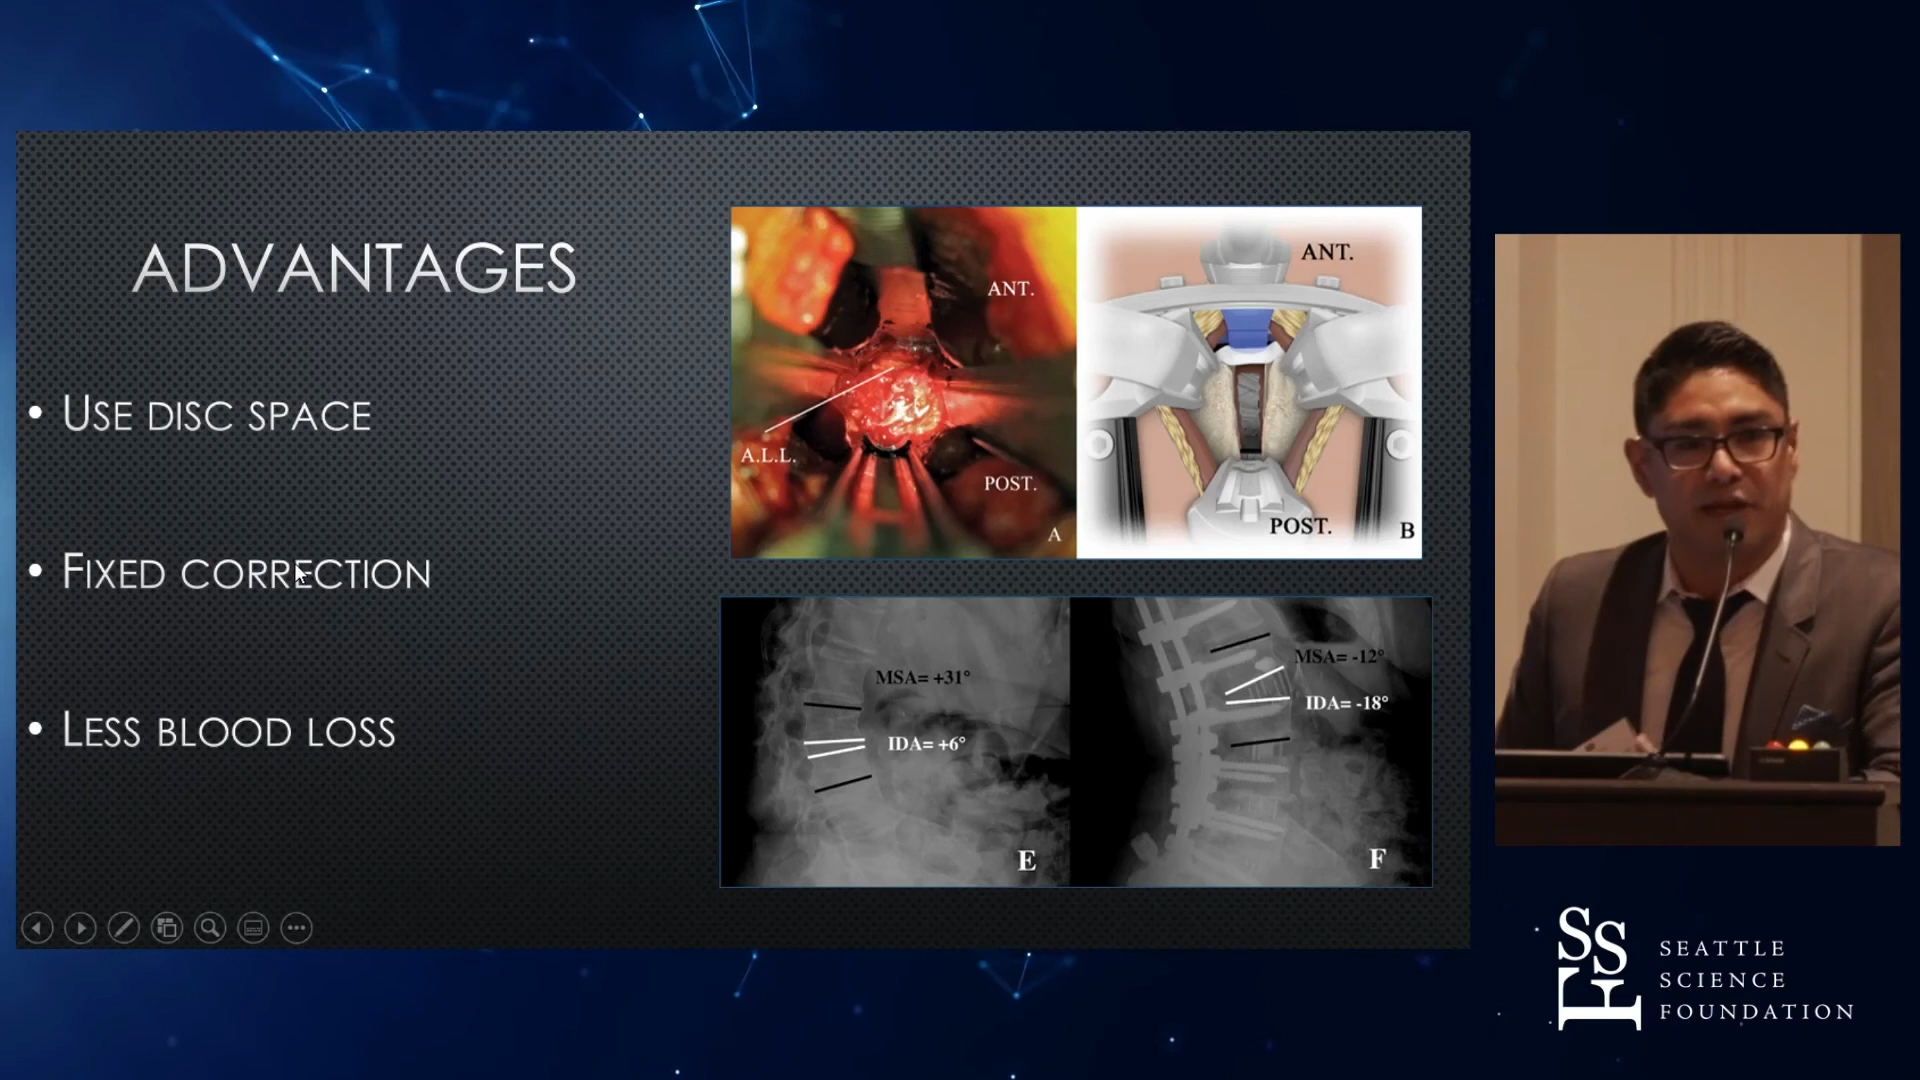 ADVANTAGES
• USE DISC SPACE
• FIXED CORRECTION
• LESS BLOOD LOSS
ANT.
A.L.L.
POST.
A
ANT.
POST.
B
MSA= +31°
IDA= +6°
E
MSA= -12°
IDA= -18°
F
SSF
SEATTLE
SCIENCE
FOUNDATION